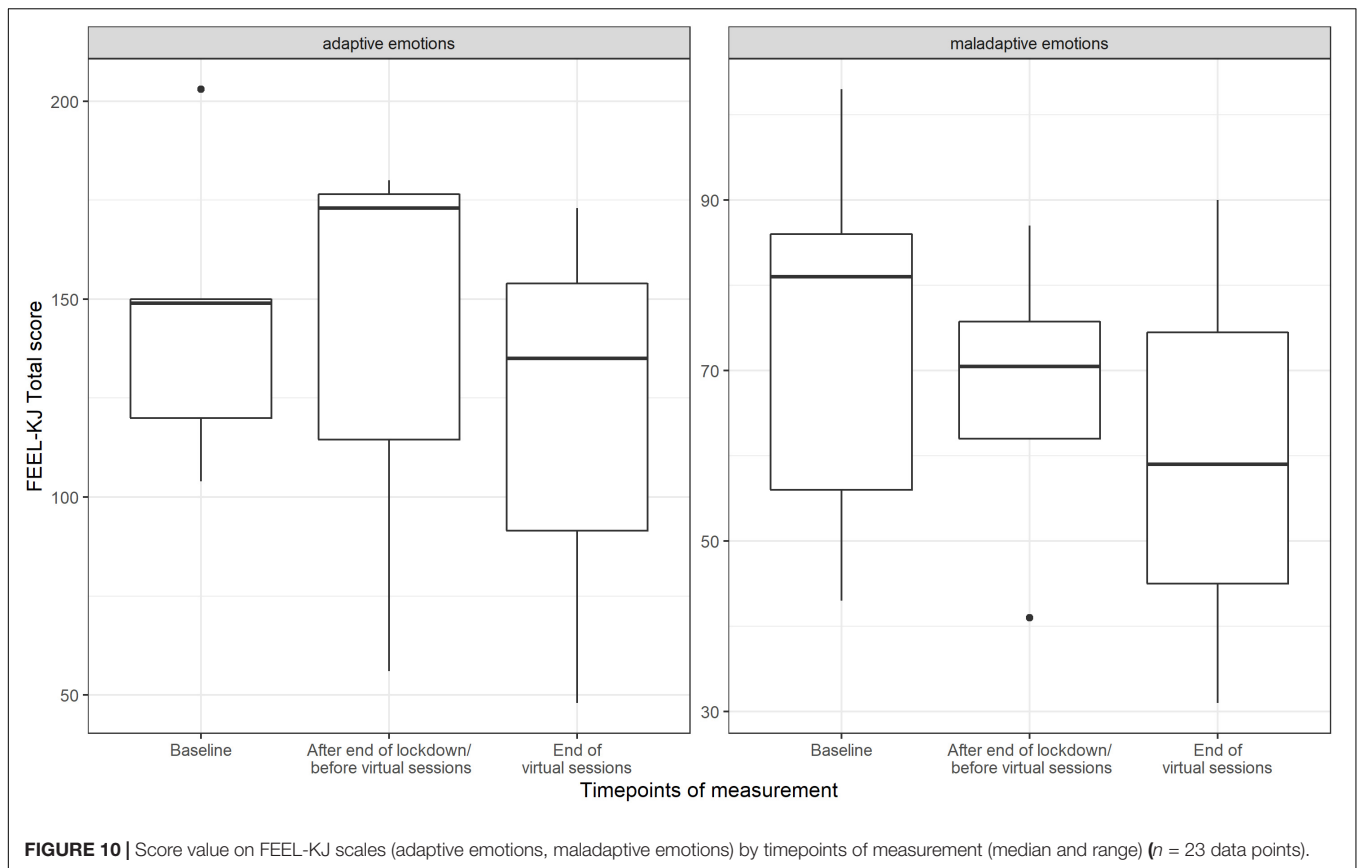 adaptive emotions
maladaptive emotions
FEEL-KJ Total score
200
150
100
50
90
70
50
30
Baseline
After end of lockdown/
before virtual sessions
End of
virtual sessions
Baseline
After end of lockdown/
before virtual sessions
End of
virtual sessions
Timepoints of measurement
FIGURE 10 | Score value on FEEL-KJ scales (adaptive emotions, maladaptive emotions) by timepoints of measurement (median and range) (n = 23 data points).